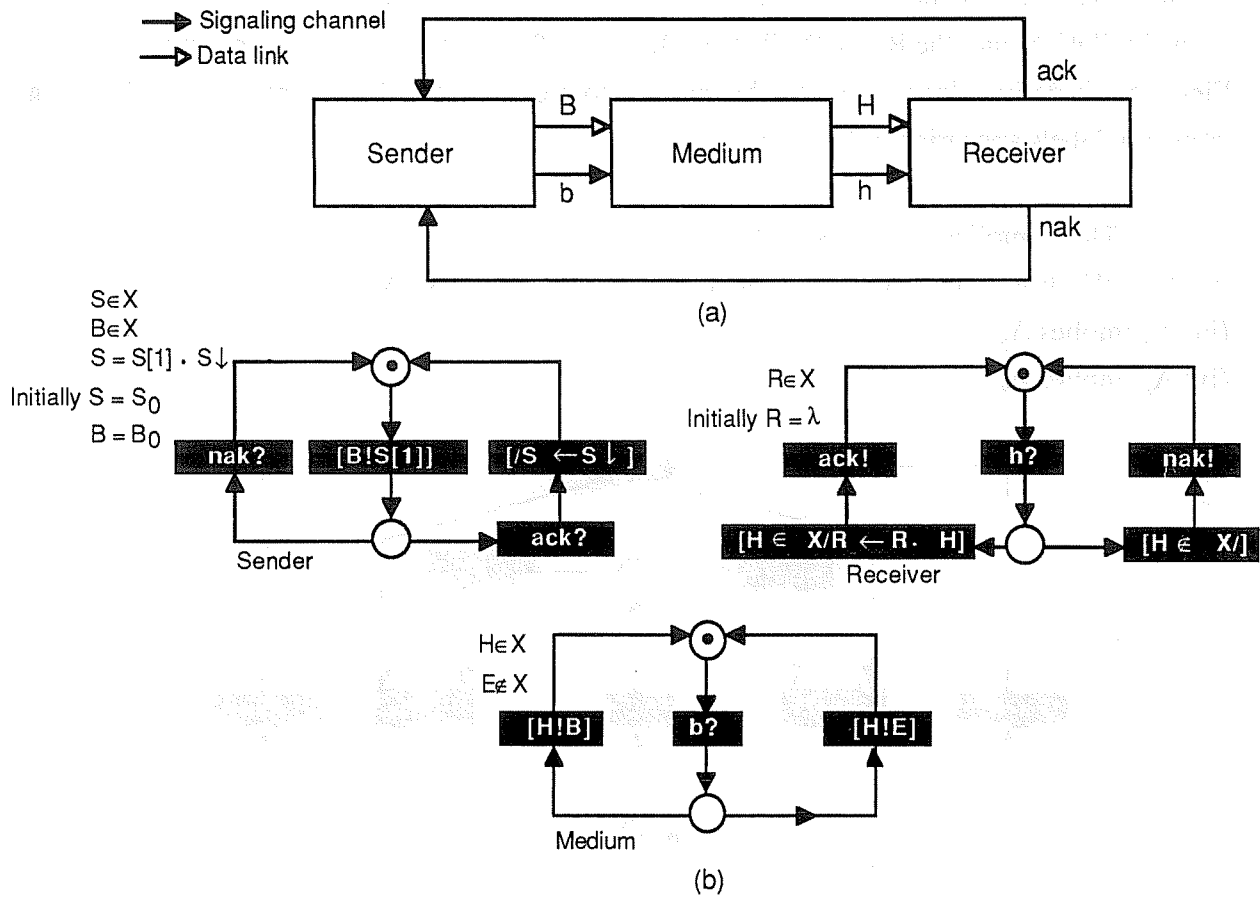 Signaling channel
Data link
ack
B
H
Sender
Medium
Receiver
b
h
nak
(a)
S∈X
B∈X
S = S[1] . S↓
Initially S = S₀
B = B₀
nak?
[B!S[1]]
[/S ←S↓ ]
ack?
Sender
R∈X
Initially R = λ
ack!
h?
nak!
[H ∈ X/R ←R. H]
[H ∈ X/]
Receiver
H∈X
E∉X
[H!B]
b?
[H!E]
Medium
(b)